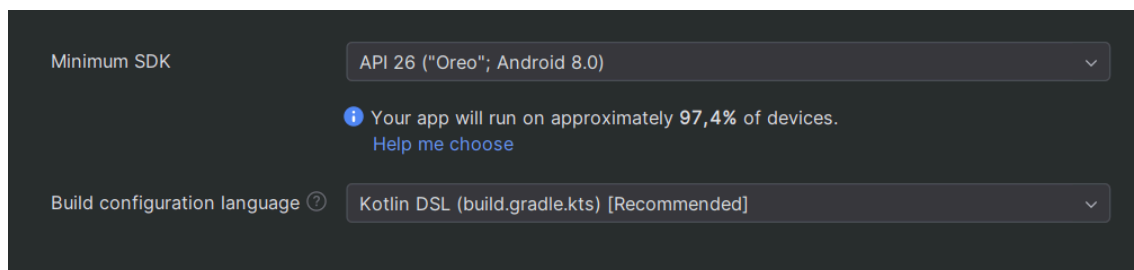 Minimum SDK
API 26 ("Oreo"; Android 8.0)
Your app will run on approximately 97,4% of devices.
Help me choose
Build configuration language ?
Kotlin DSL (build.gradle.kts) [Recommended]